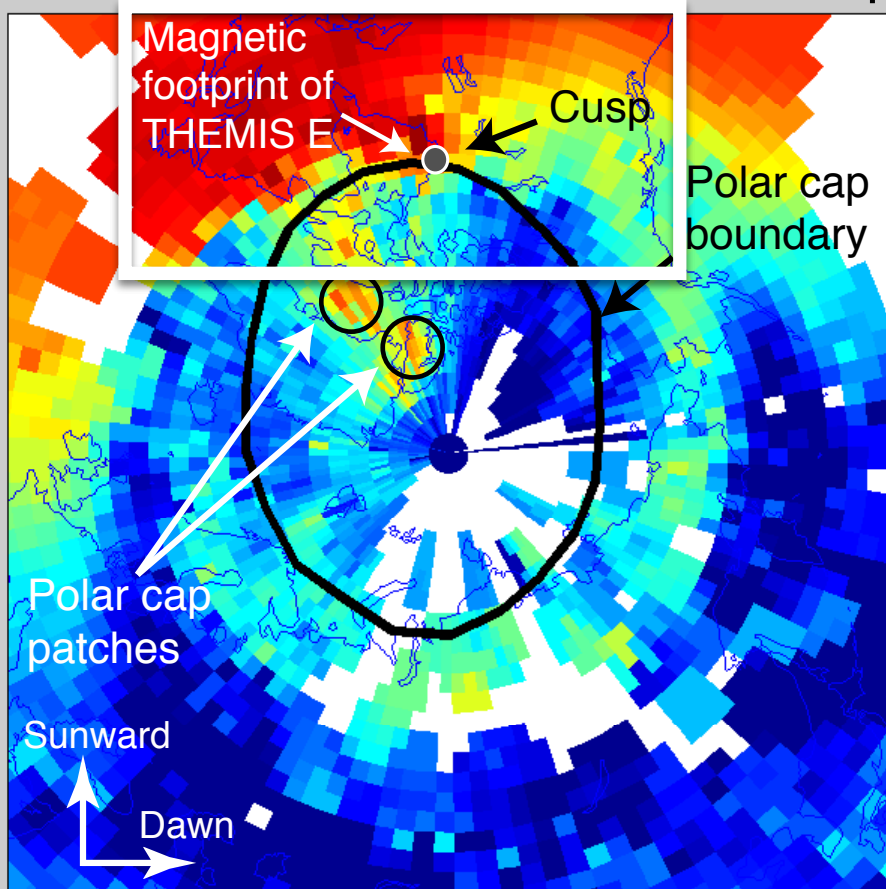 Magnetic
footprint of
THEMIS E
Cusp
Polar cap
boundary
Polar cap
patches
Sunward
Dawn